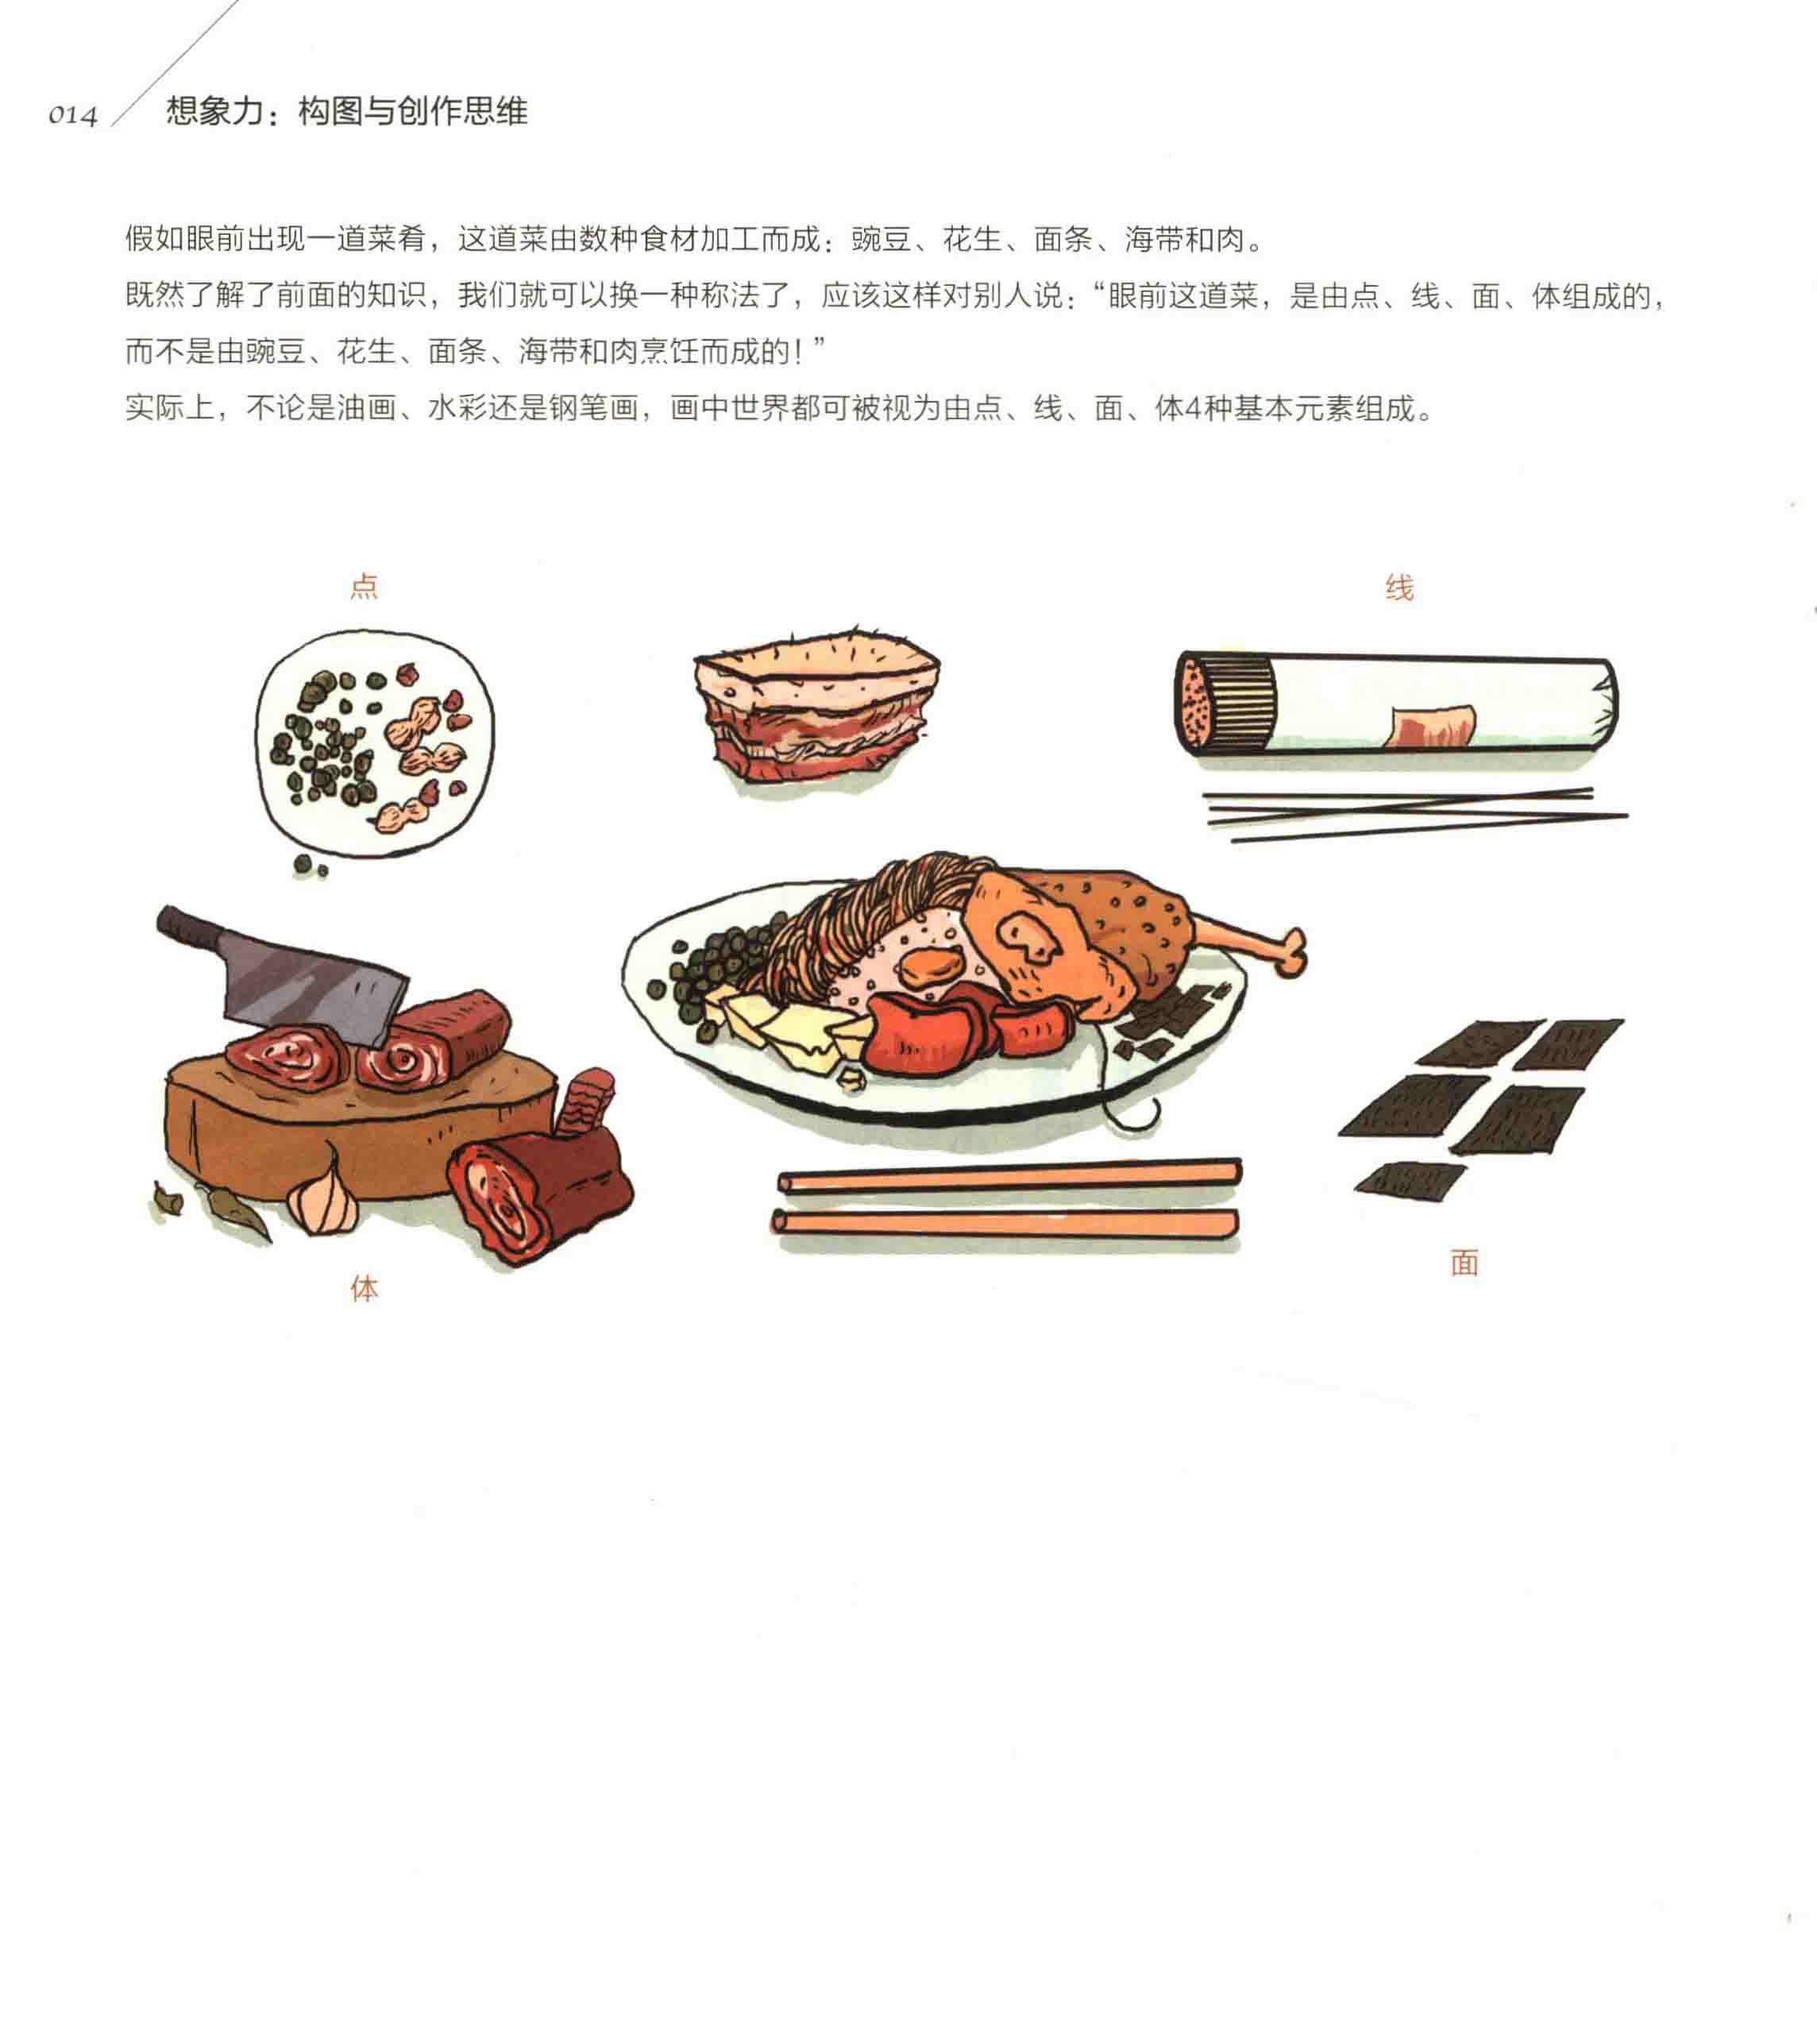 014
想象力：构图与创作思维
假如眼前出现一道菜肴，这道菜由数种食材加工而成：豌豆、花生、面条、海带和肉。
既然了解了前面的知识，我们就可以换一种称法了，应该这样对别人说：“眼前这道菜，是由点、线、面、体组成的，
而不是由豌豆、花生、面条、海带和肉烹饪而成的！”
实际上，不论是油画、水彩还是钢笔画，画中世界都可被视为由点、线、面、体4种基本元素组成。
点
线
体
面